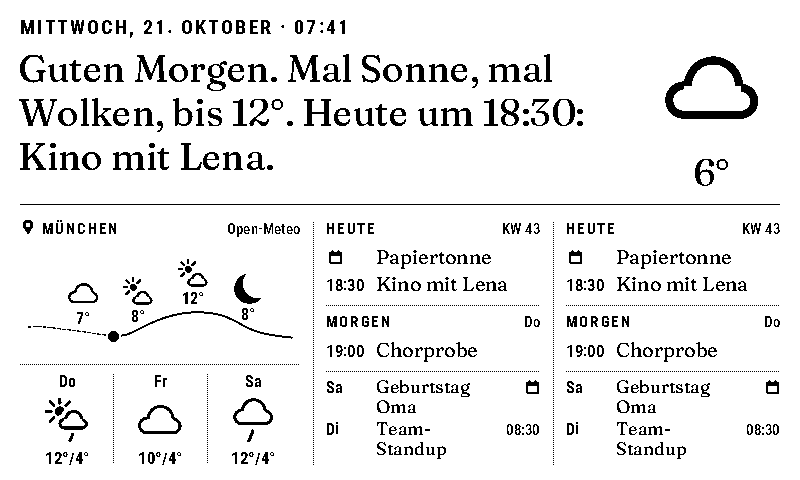 MITTWOCH, 21. OKTOBER · 07:41
Guten Morgen. Mal Sonne, mal
Wolken, bis 12°. Heute um 18:30:
Kino mit Lena.
6°
MÜNCHEN Open-Meteo
7° 8° 12° 8°
Do Fr Sa
12°/4° 10°/4° 12°/4°
HEUTE KW 43
Papiertonne
18:30 Kino mit Lena
MORGEN Do
19:00 Chorprobe
Sa Geburtstag
Oma
Di Team- 08:30
Standup
HEUTE KW 43
Papiertonne
18:30 Kino mit Lena
MORGEN Do
19:00 Chorprobe
Sa Geburtstag
Oma
Di Team- 08:30
Standup